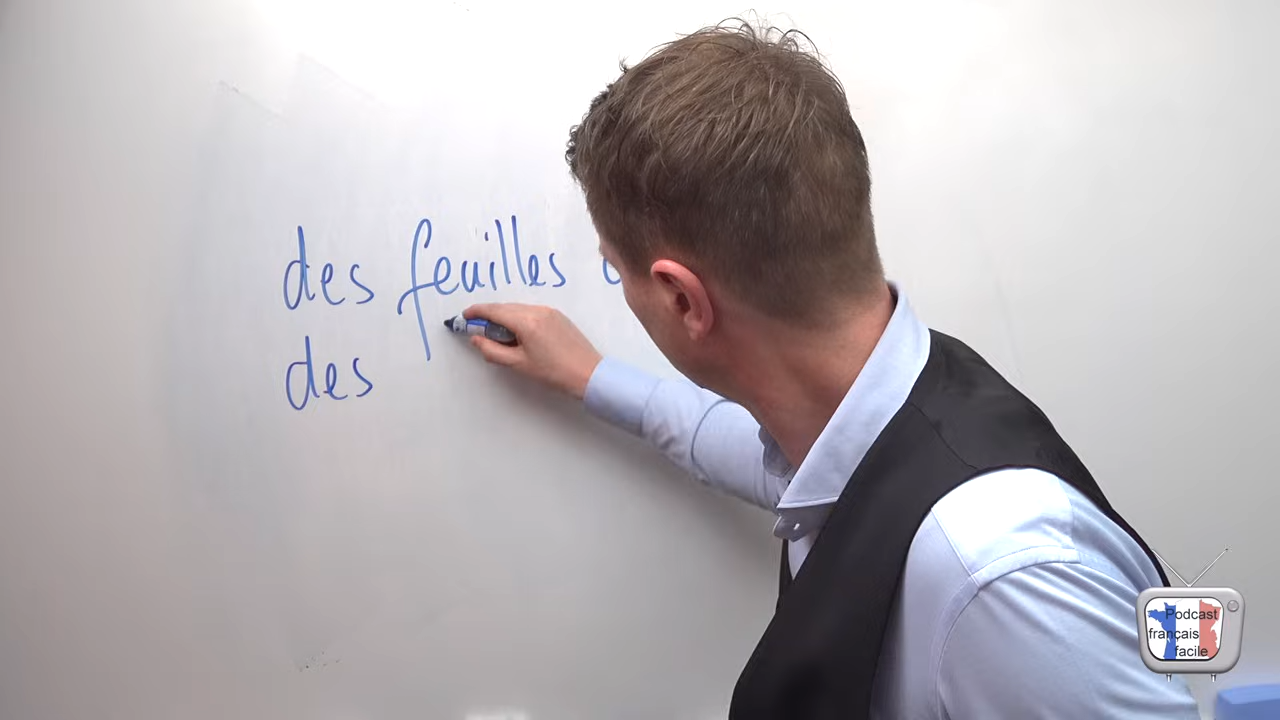 des feuilles
des
Podcast
français
facile